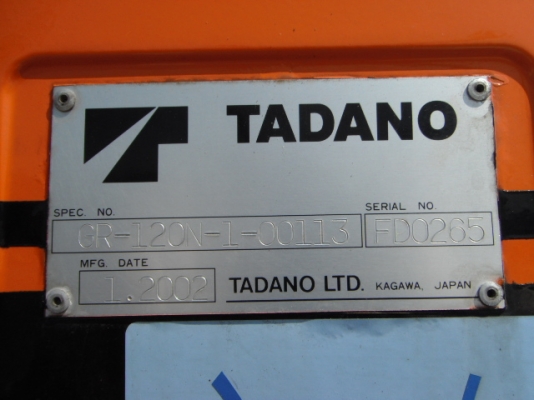 TADANO
SPEC. NO. SERIAL NO.
GR-120N-1-00113 FD0265
MFG. DATE
1.2002 TADANO LTD. KAGAWA, JAPAN